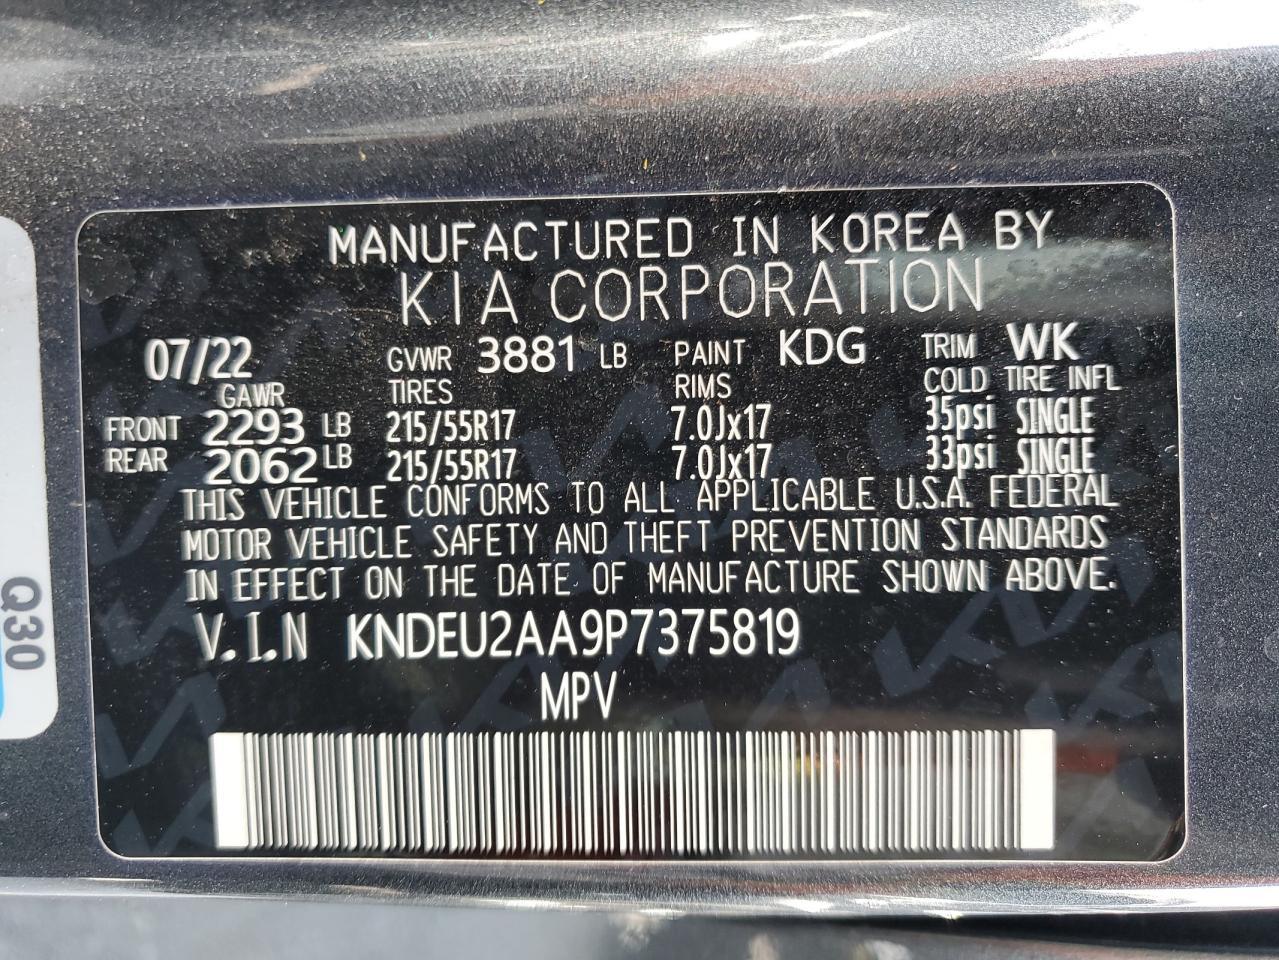 MANUFACTURED IN KOREA BY
KIA CORPORATION
07/22 GVWR 3881 LB PAINT KDG TRIM WK
GAWR TIRES RIMS COLD TIRE INFL
FRONT 2293 LB 215/55R17 7.0Jx17 35psi SINGLE
REAR 2062 LB 215/55R17 7.0Jx17 33psi SINGLE
THIS VEHICLE CONFORMS TO ALL APPLICABLE U.S.A. FEDERAL
MOTOR VEHICLE SAFETY AND THEFT PREVENTION STANDARDS
IN EFFECT ON THE DATE OF MANUFACTURE SHOWN ABOVE.
V.I.N KNDEU2AA9P7375819
MPV
Q30